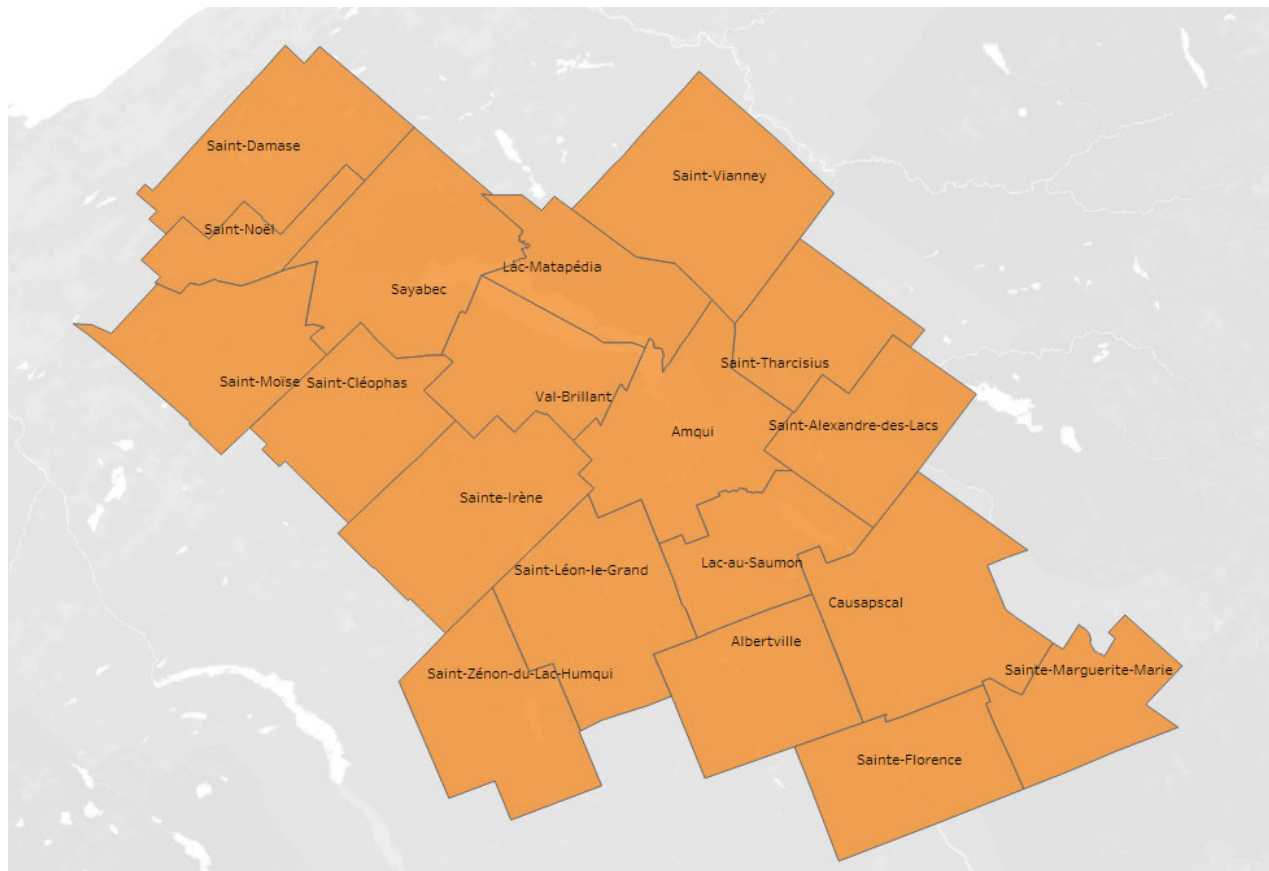 Saint-Damase
Saint-Vianney
Saint-Noël
Lac-Matapédia
Sayabec
Saint-Tharcisius
Saint-Moïse
Saint-Cléophas
Val-Brillant
Saint-Alexandre-des-Lacs
Amqui
Sainte-Irène
Lac-au-Saumon
Saint-Léon-le-Grand
Causapscal
Albertville
Saint-Zénon-du-Lac-Humqui
Sainte-Marguerite-Marie
Sainte-Florence